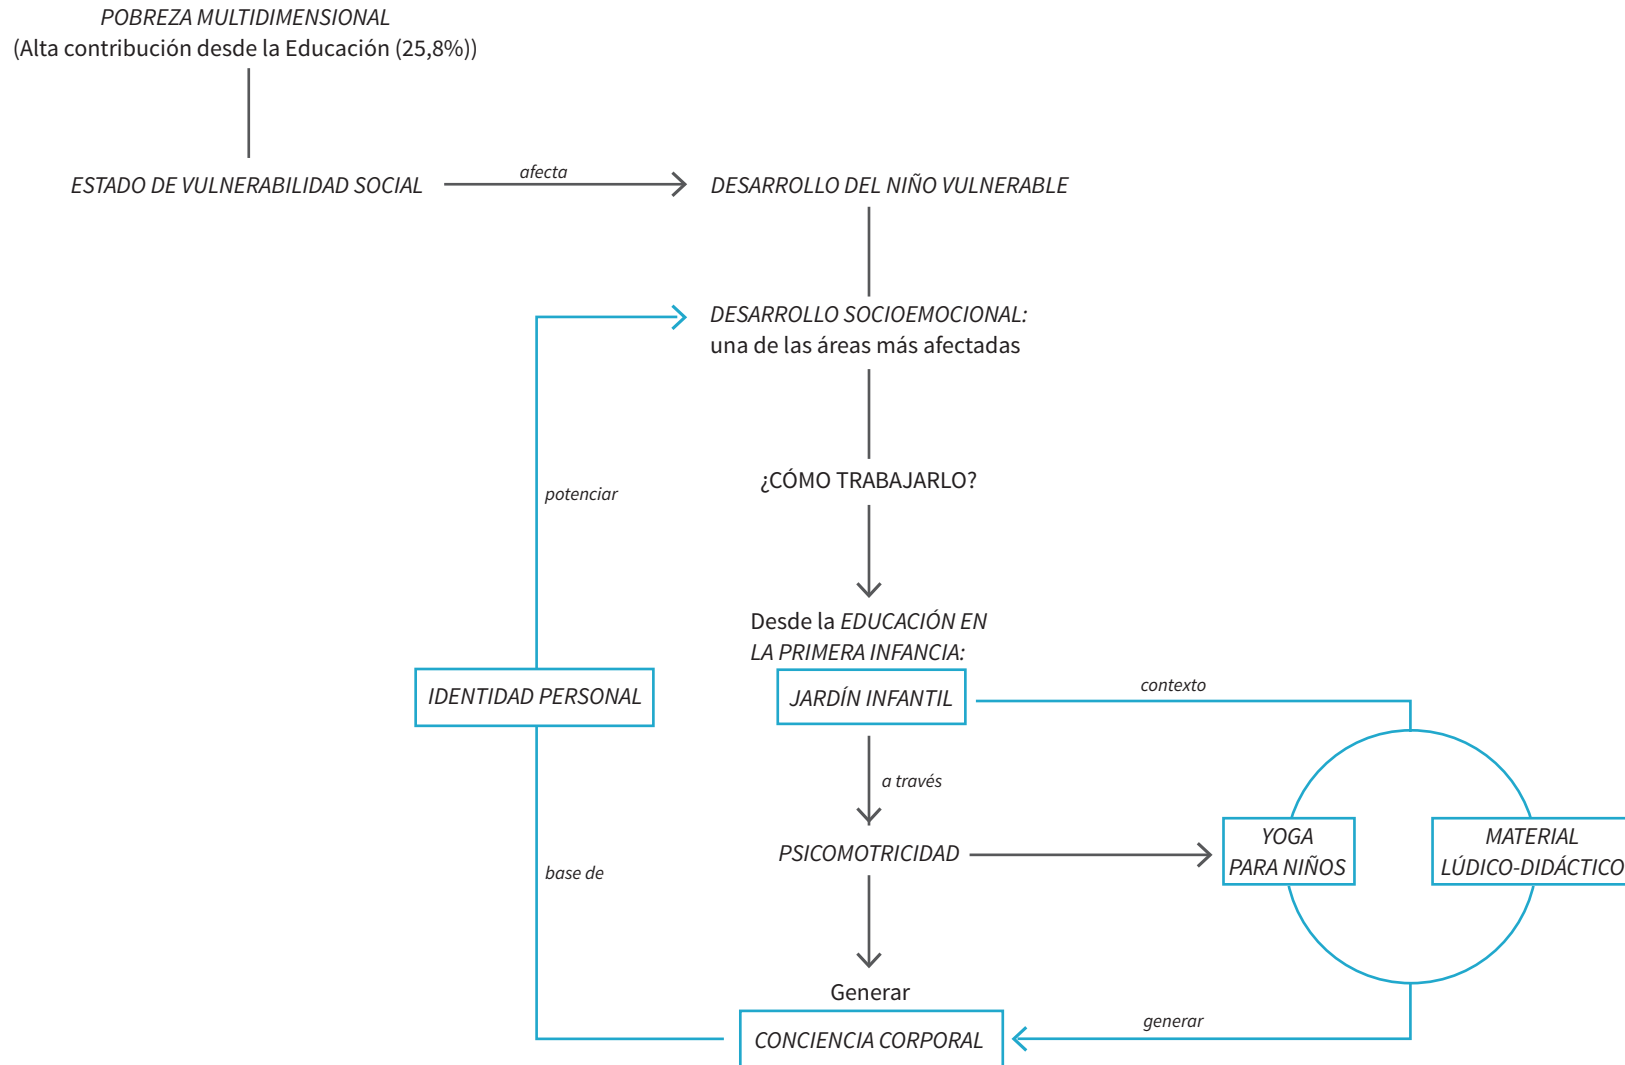 POBREZA MULTIDIMENSIONAL
(Alta contribución desde la Educación (25,8%))
ESTADO DE VULNERABILIDAD SOCIAL
afecta
DESARROLLO DEL NIÑO VULNERABLE
DESARROLLO SOCIOEMOCIONAL:
una de las áreas más afectadas
potenciar
¿CÓMO TRABAJARLO?
Desde la EDUCACIÓN EN
LA PRIMERA INFANCIA:
IDENTIDAD PERSONAL
JARDÍN INFANTIL
contexto
a través
PSICOMOTRICIDAD
YOGA
PARA NIÑOS
MATERIAL
LÚDICO-DIDÁCTICO
base de
Generar
CONCIENCIA CORPORAL
generar